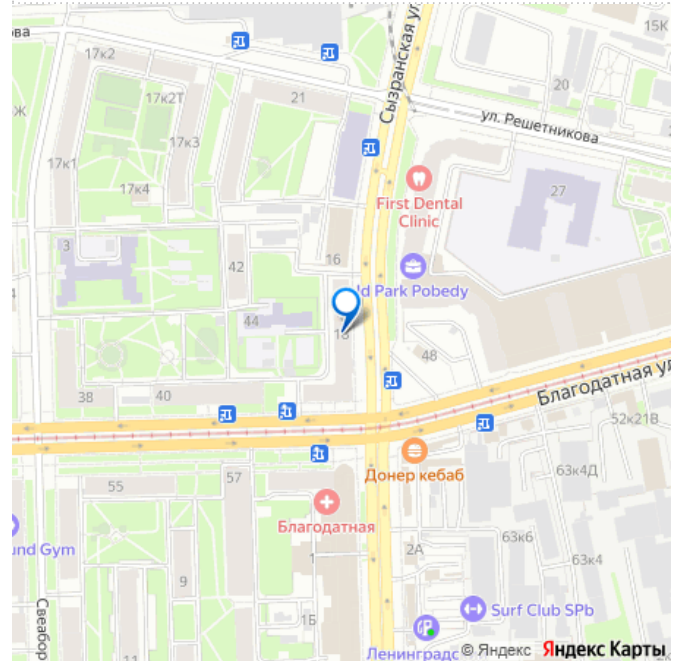 ова
17к2
15К
Сызранская ул
17к2Т
21
20
ул. Решетникова
Ж
17к3
17к1
First Dental
Clinic
27
17к4
3
16
42
ld Park Pobedy
44
18
48
38
40
Благодатная ул
52к21В
Донер кебаб
55
57
63к4Д
Благодатная
und Gym
1
2А
63к6
63к4
9
1Б
Surf Club SPb
Свеабор
Ленинградс
© Яндекс Яндекс Карты